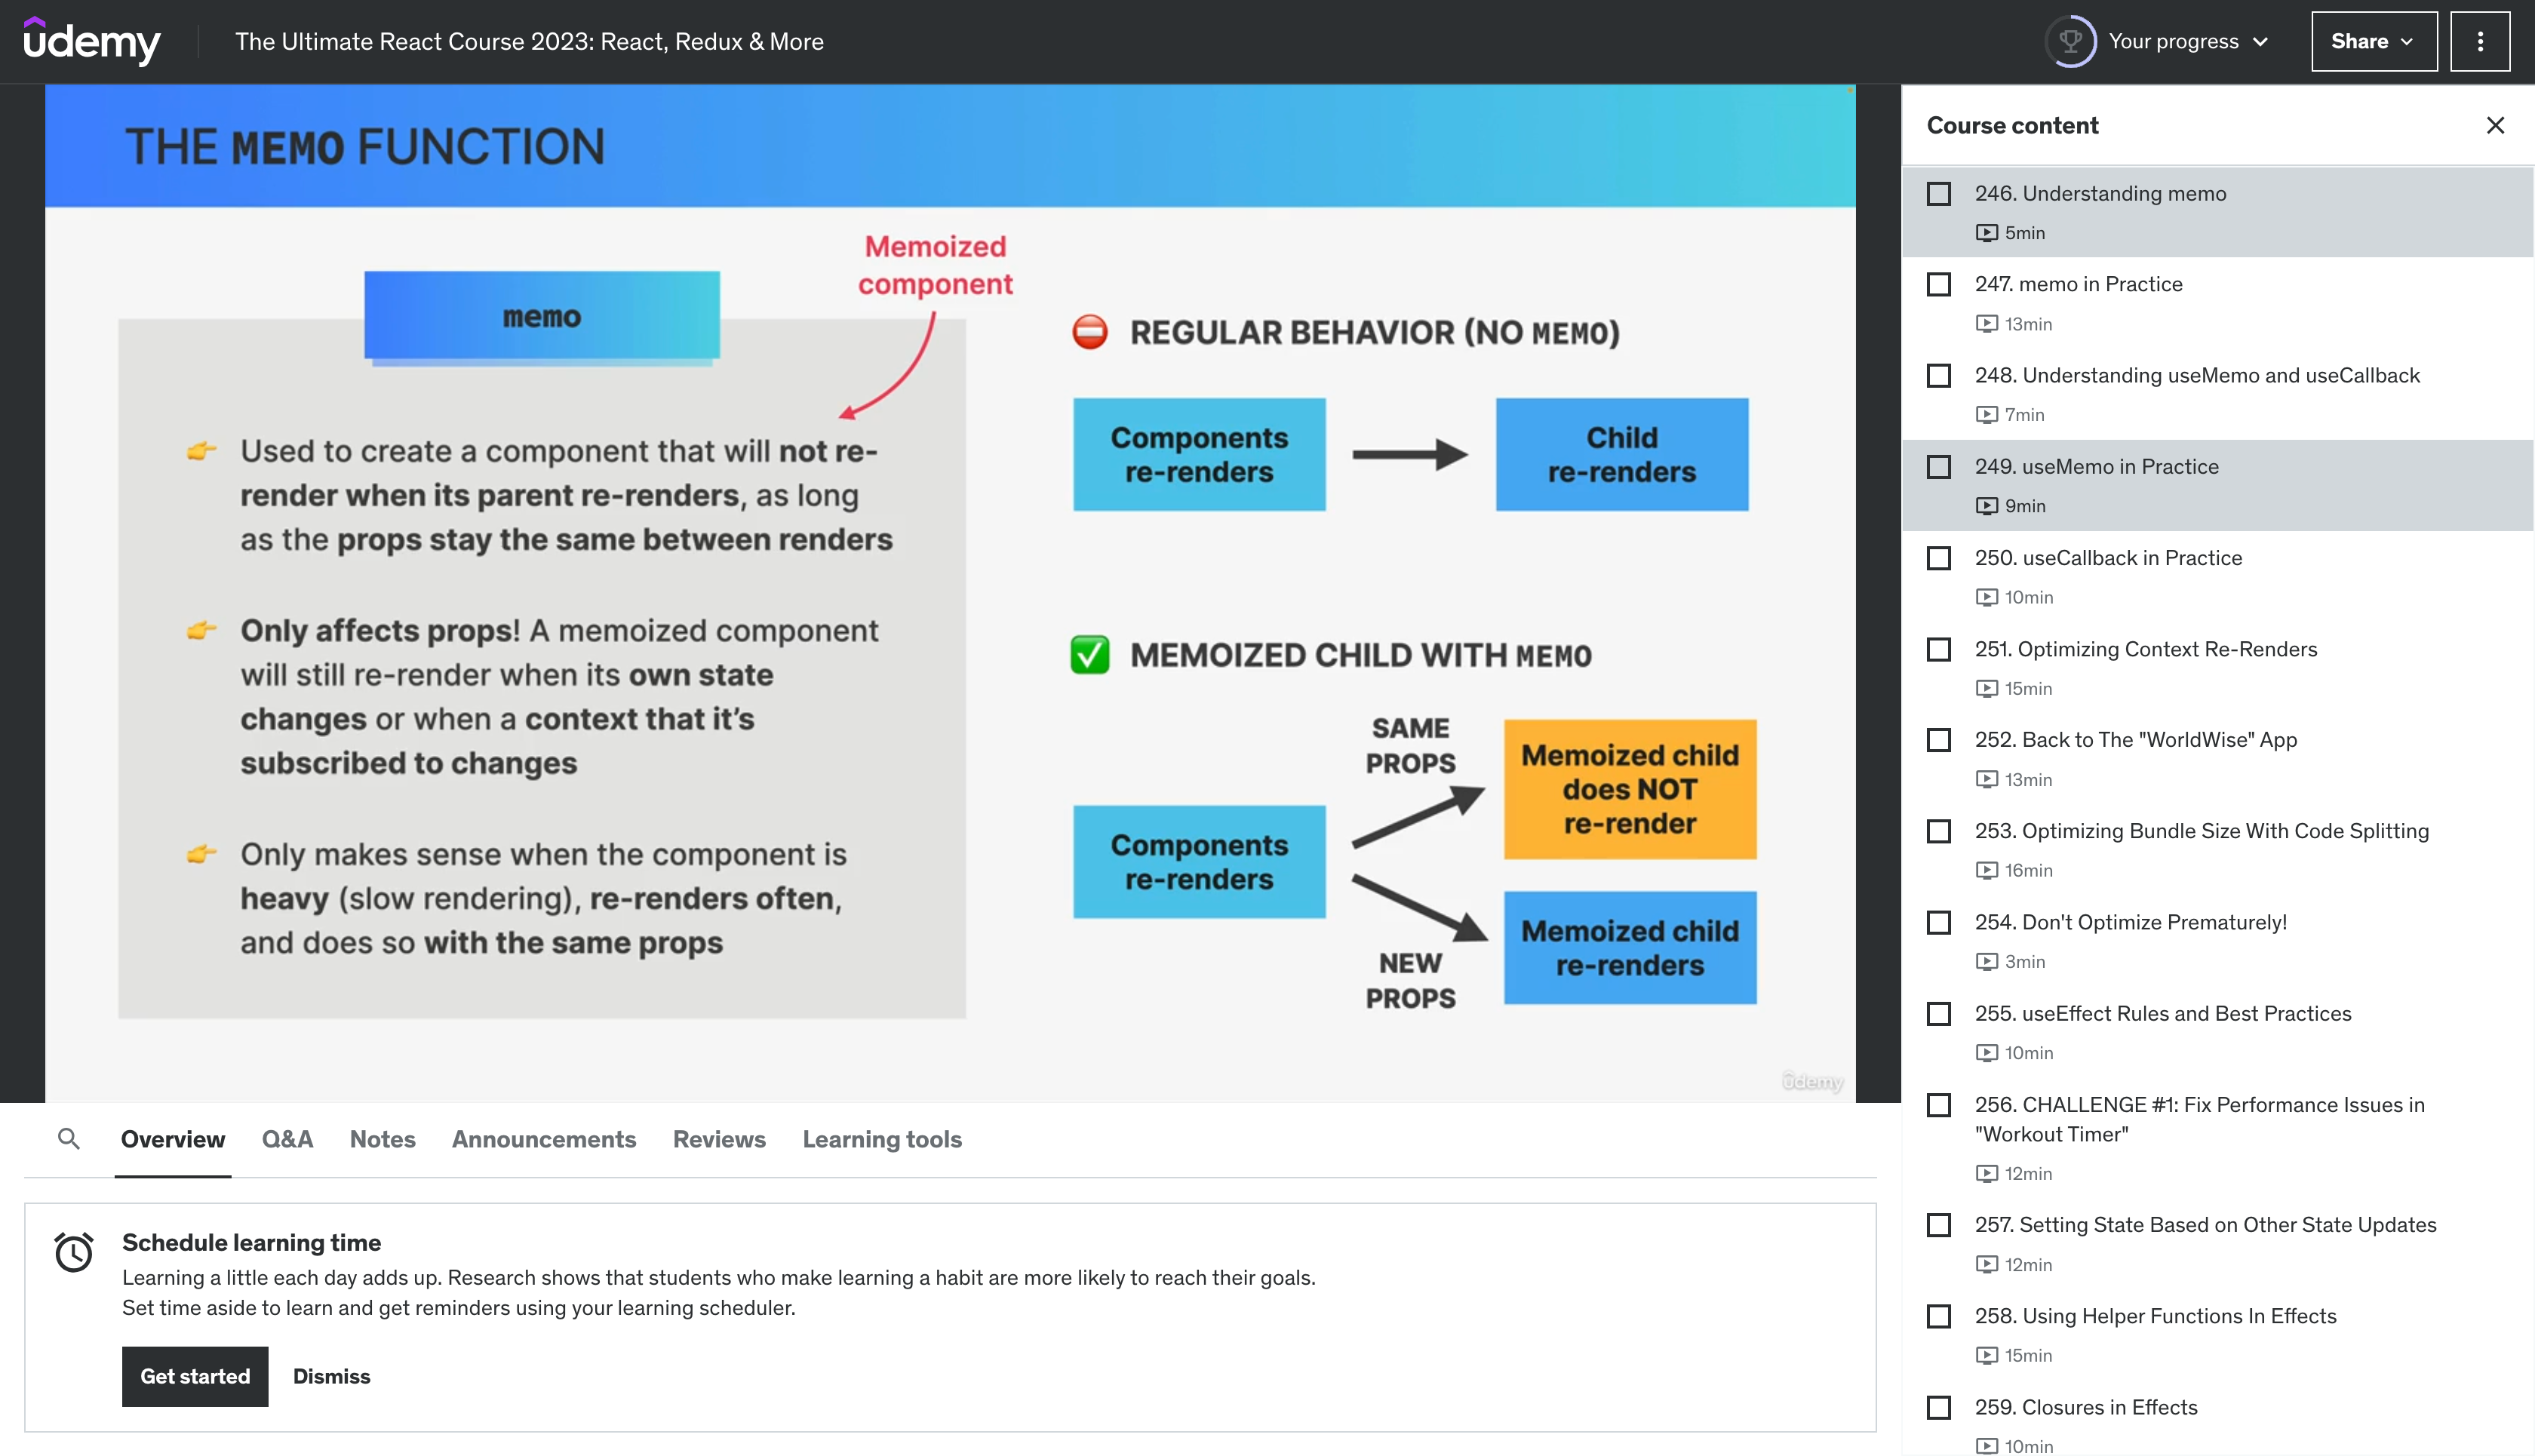 udemy
The Ultimate React Course 2023: React, Redux & More
Your progress
Share
THE MEMO FUNCTION
memo
Memoized
component
Used to create a component that will not re-
render when its parent re-renders, as long
as the props stay the same between renders
Only affects props! A memoized component
will still re-render when its own state
changes or when a context that it’s
subscribed to changes
Only makes sense when the component is
heavy (slow rendering), re-renders often,
and does so with the same props
REGULAR BEHAVIOR (NO MEMO)
Components
re-renders
Child
re-renders
MEMOIZED CHILD WITH MEMO
Components
re-renders
SAME
PROPS
Memoized child
does NOT
re-render
NEW
PROPS
Memoized child
re-renders
udemy
Overview
Q&A
Notes
Announcements
Reviews
Learning tools
Schedule learning time
Learning a little each day adds up. Research shows that students who make learning a habit are more likely to reach their goals.
Set time aside to learn and get reminders using your learning scheduler.
Get started
Dismiss
Course content
246. Understanding memo
5min
247. memo in Practice
13min
248. Understanding useMemo and useCallback
7min
249. useMemo in Practice
9min
250. useCallback in Practice
10min
251. Optimizing Context Re-Renders
15min
252. Back to The "WorldWise" App
13min
253. Optimizing Bundle Size With Code Splitting
16min
254. Don't Optimize Prematurely!
3min
255. useEffect Rules and Best Practices
10min
256. CHALLENGE #1: Fix Performance Issues in
"Workout Timer"
12min
257. Setting State Based on Other State Updates
12min
258. Using Helper Functions In Effects
15min
259. Closures in Effects
10min